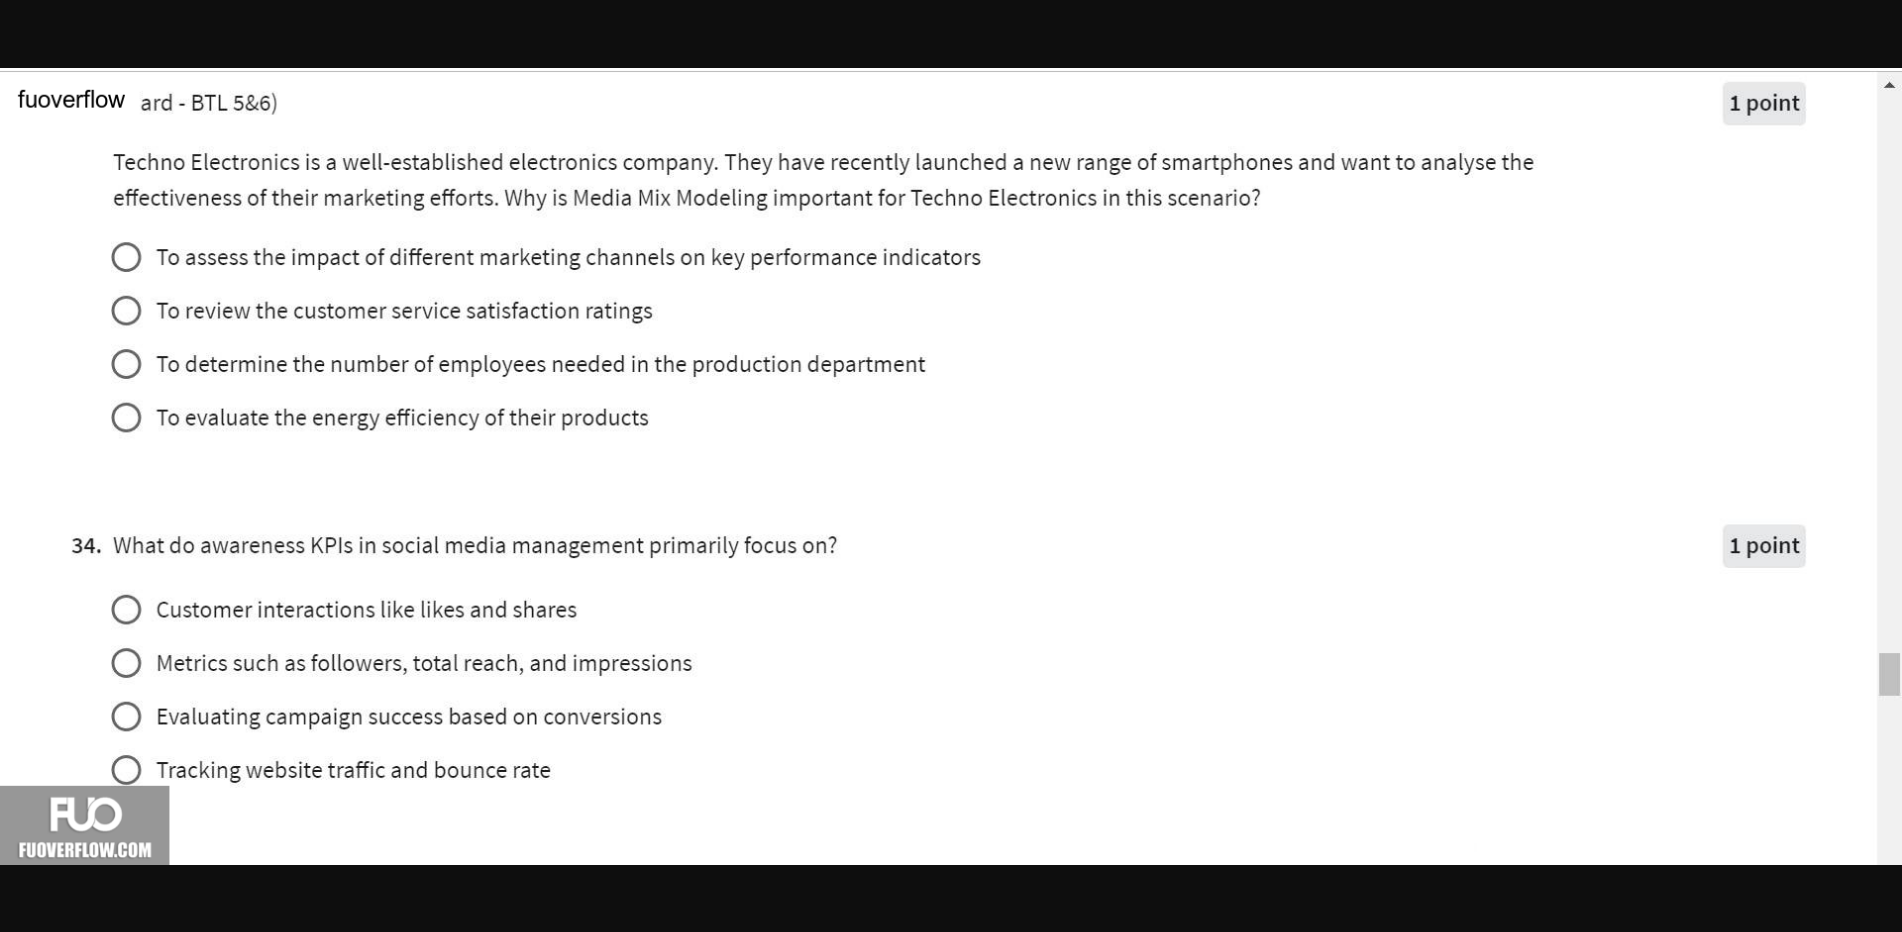 fuoverflow ard - BTL 5&6)
1 point
Techno Electronics is a well-established electronics company. They have recently launched a new range of smartphones and want to analyse the
effectiveness of their marketing efforts. Why is Media Mix Modeling important for Techno Electronics in this scenario?
To assess the impact of different marketing channels on key performance indicators
To review the customer service satisfaction ratings
To determine the number of employees needed in the production department
To evaluate the energy efficiency of their products
34. What do awareness KPIs in social media management primarily focus on?
1 point
Customer interactions like likes and shares
Metrics such as followers, total reach, and impressions
Evaluating campaign success based on conversions
Tracking website traffic and bounce rate
FUO
FUOVERFLOW.COM